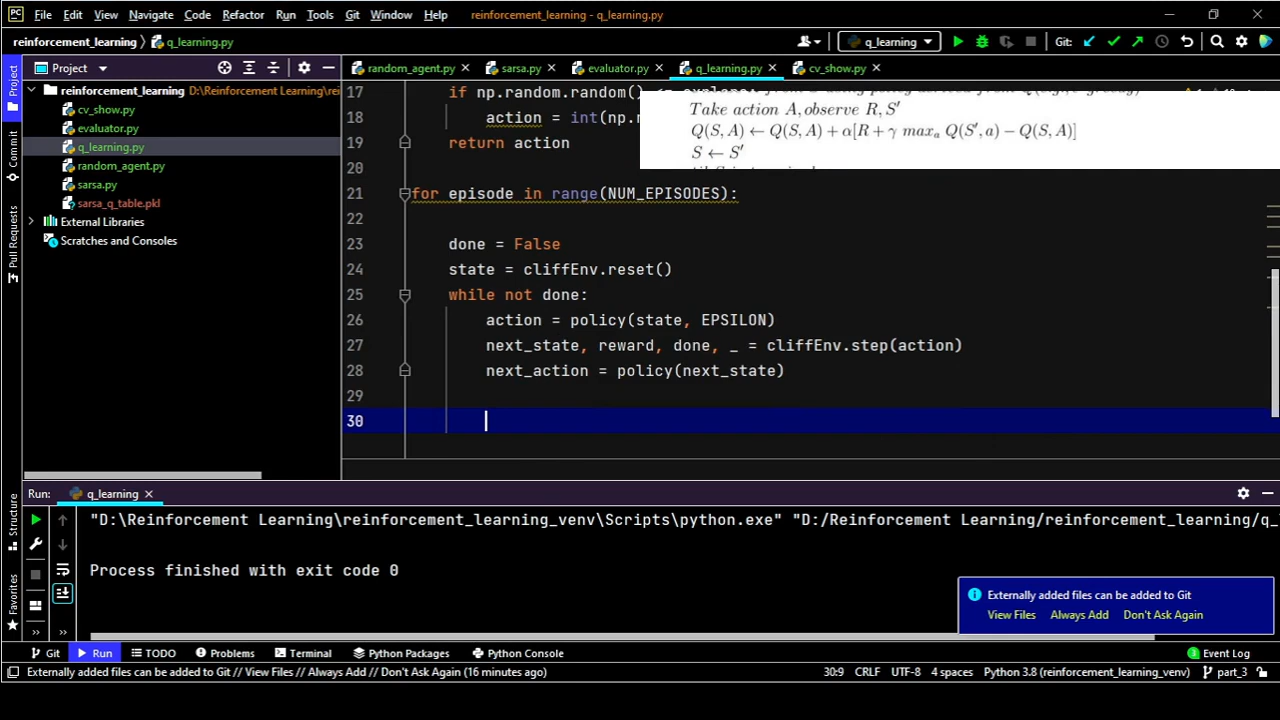 PC File Edit View Navigate Code Refactor Run Tools Git Window Help reinforcement_learning - q_learning.py
reinforcement_learning q_learning.py q_learning Git:
Project random_agent.py sarsa.py evaluator.py q_learning.py cv_show.py
reinforcement_learning D:\Reinforcement Learning\rei
cv_show.py
evaluator.py
q_learning.py
random_agent.py
sarsa.py
sarsa_q_table.pkl
External Libraries
Scratches and Consoles
17 if np.random.random()
18 action = int(np.r
19 return action
20
21 for episode in range(NUM_EPISODES):
22
23 done = False
24 state = cliffEnv.reset()
25 while not done:
26 action = policy(state, EPSILON)
27 next_state, reward, done, _ = cliffEnv.step(action)
28 next_action = policy(next_state)
29
30
Take action A, observe R, S′
Q(S, A) ← Q(S, A) + α[R + γ maxₐ Q(S′, a) − Q(S, A)]
S ← S′
Project
Commit
Pull Requests
Structure
Favorites
Run: q_learning
"D:\Reinforcement Learning\reinforcement_learning_venv\Scripts\python.exe" "D:/Reinforcement Learning/reinforcement_learning/q_
Process finished with exit code 0
Externally added files can be added to Git
View Files Always Add Don't Ask Again
Git Run TODO Problems Terminal Python Packages Python Console 3 Event Log
Externally added files can be added to Git // View Files // Always Add // Don't Ask Again (16 minutes ago) 30:9 CRLF UTF-8 4 spaces Python 3.8 (reinforcement_learning_venv) part_3